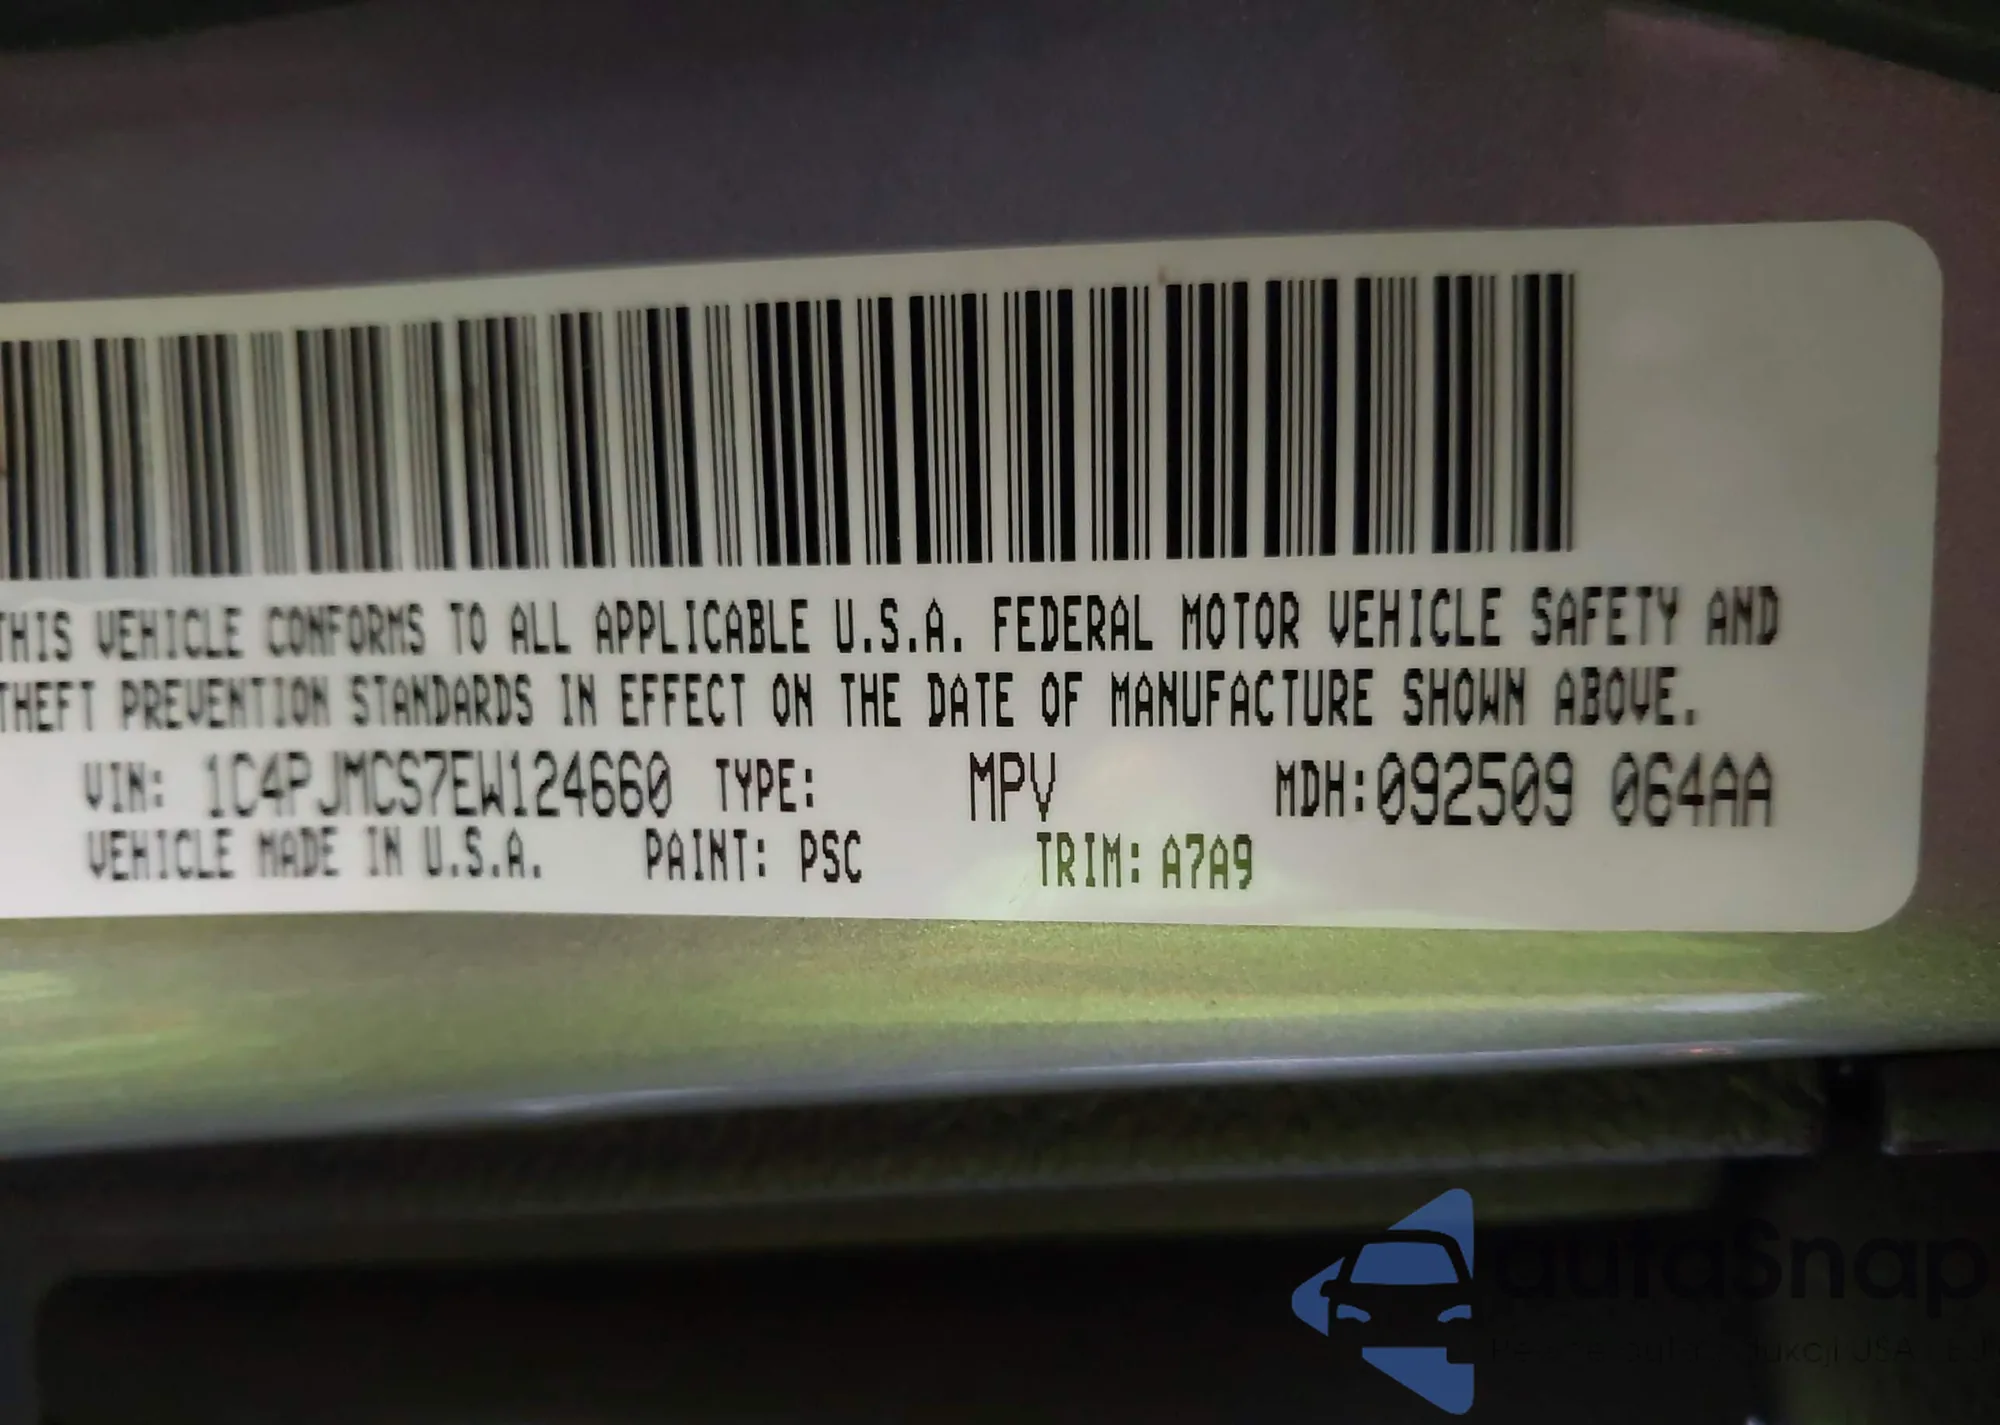 THIS VEHICLE CONFORMS TO ALL APPLICABLE U.S.A. FEDERAL MOTOR VEHICLE SAFETY AND
THEFT PREVENTION STANDARDS IN EFFECT ON THE DATE OF MANUFACTURE SHOWN ABOVE.
VIN: 1C4PJMCS7EW124660 TYPE: MPV MDH:092509 064AA
VEHICLE MADE IN U.S.A. PAINT: PSC TRIM: A7A9
autaSnap